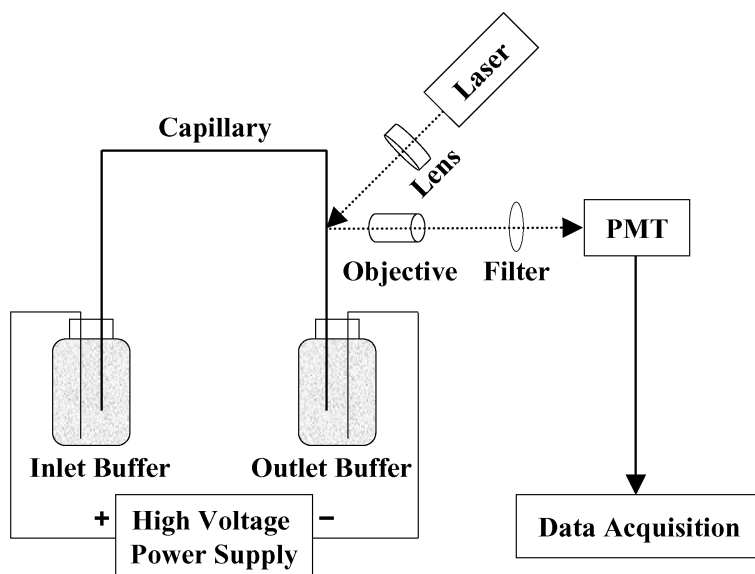 Laser
Capillary
Lens
PMT
Objective
Filter
Inlet Buffer
Outlet Buffer
+
High Voltage
Power Supply
−
Data Acquisition